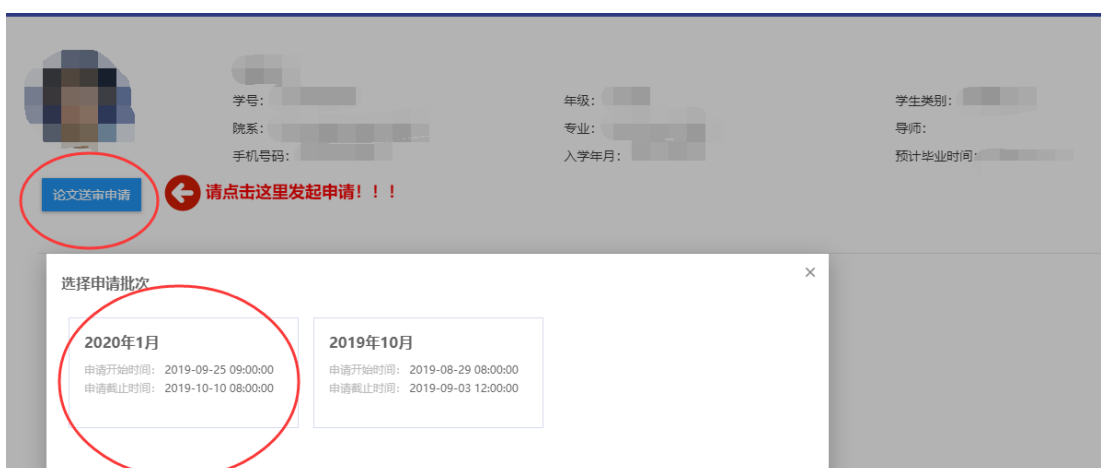 学号：
年级：
学生类别：
院系：
专业：
导师：
手机号码：
入学年月：
预计毕业时间：
论文送审申请
请点击这里发起申请！！！
选择申请批次
×
2020年1月
申请开始时间： 2019-09-25 09:00:00
申请截止时间： 2019-10-10 08:00:00
2019年10月
申请开始时间： 2019-08-29 08:00:00
申请截止时间： 2019-09-03 12:00:00